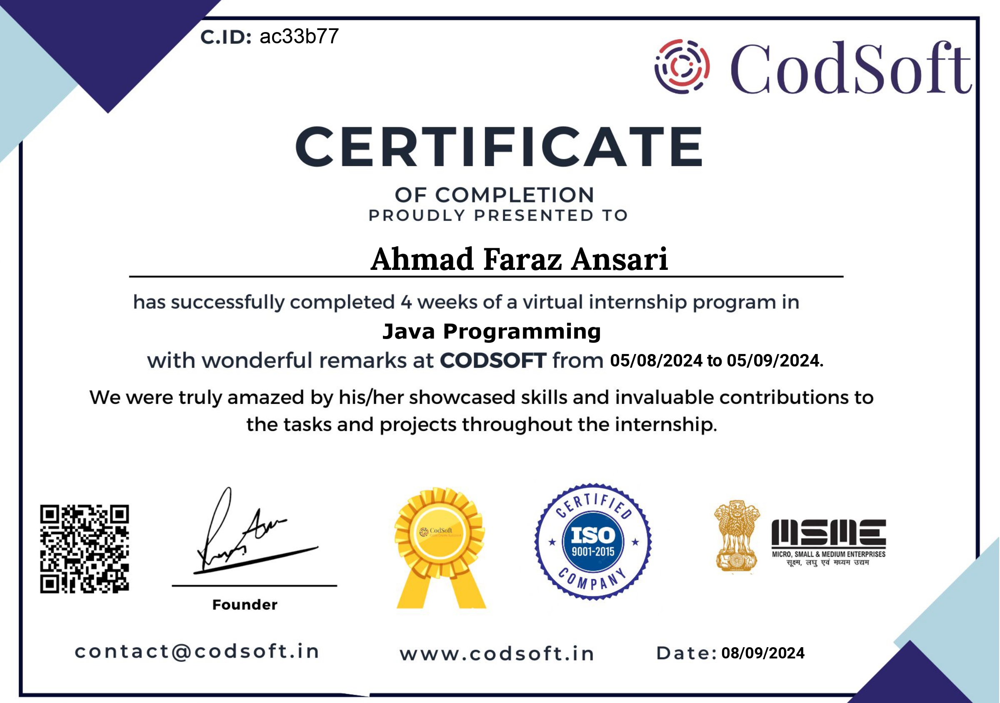 C.ID: ac33b77
CodSoft
CERTIFICATE
OF COMPLETION
PROUDLY PRESENTED TO
Ahmad Faraz Ansari
has successfully completed 4 weeks of a virtual internship program in
Java Programming
with wonderful remarks at CODSOFT from 05/08/2024 to 05/09/2024.
We were truly amazed by his/her showcased skills and invaluable contributions to
the tasks and projects throughout the internship.
Founder
CodSoft
CERTIFIED
ISO
9001-2015
COMPANY
MSME
MICRO, SMALL & MEDIUM ENTERPRISES
सूक्ष्म, लघु एवं मध्यम उद्यम
contact@codsoft.in
www.codsoft.in
Date: 08/09/2024